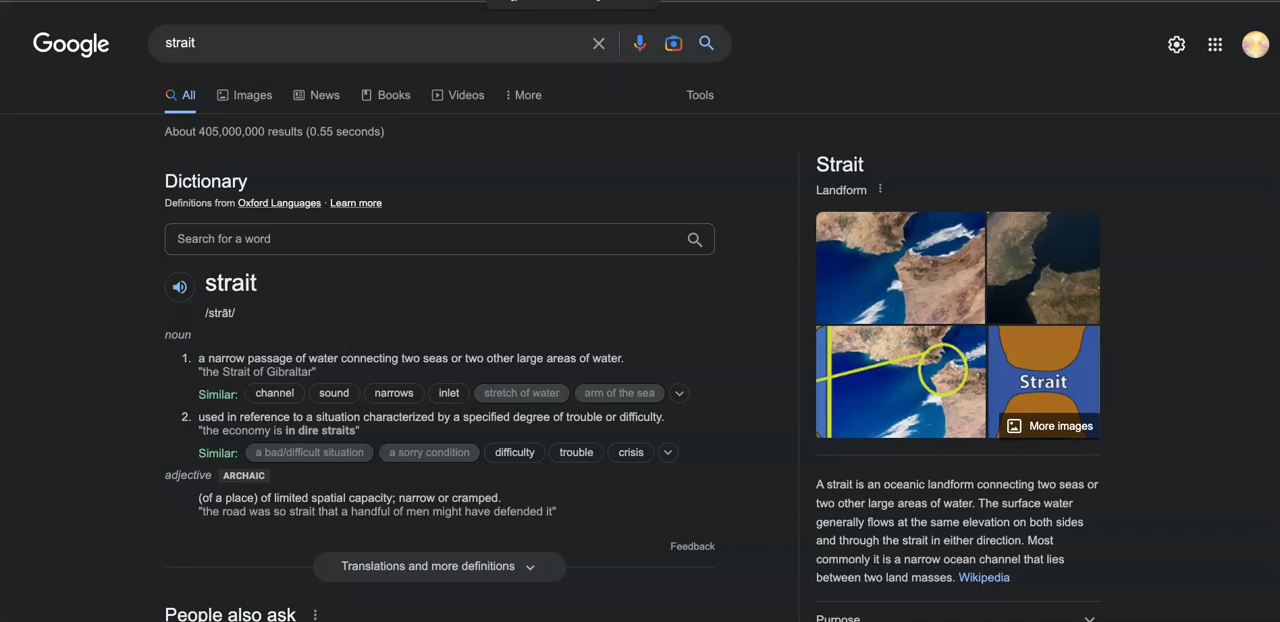 Google
strait
All Images News Books Videos More Tools
About 405,000,000 results (0.55 seconds)
Dictionary
Definitions from Oxford Languages · Learn more
Search for a word
strait
/strāt/
noun
1. a narrow passage of water connecting two seas or two other large areas of water.
"the Strait of Gibraltar"
Similar: channel sound narrows inlet stretch of water arm of the sea
2. used in reference to a situation characterized by a specified degree of trouble or difficulty.
"the economy is in dire straits"
Similar: a bad/difficult situation a sorry condition difficulty trouble crisis
adjective ARCHAIC
(of a place) of limited spatial capacity; narrow or cramped.
"the road was so strait that a handful of men might have defended it"
Feedback
Translations and more definitions
People also ask
Strait
Landform
Strait
More images
A strait is an oceanic landform connecting two seas or
two other large areas of water. The surface water
generally flows at the same elevation on both sides
and through the strait in either direction. Most
commonly it is a narrow ocean channel that lies
between two land masses. Wikipedia
Purpose